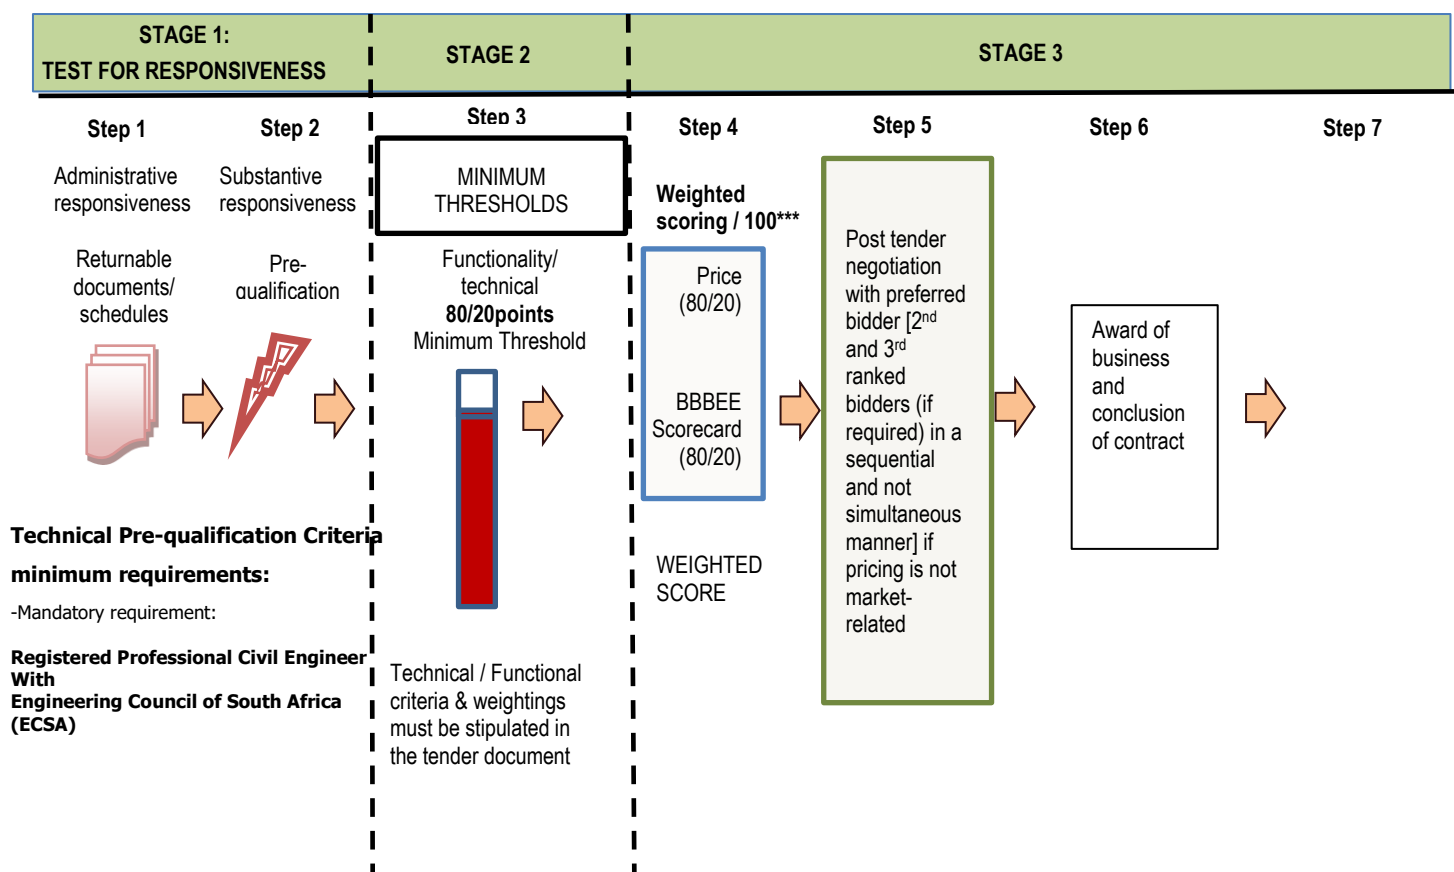 STAGE 1:
TEST FOR RESPONSIVENESS
STAGE 2
STAGE 3
Step 1
Step 2
Step 3
Step 4
Step 5
Step 6
Step 7
Administrative
responsiveness
Returnable
documents/
schedules
Substantive
responsiveness
Pre-
qualification
Technical Pre-qualification Criteria
minimum requirements:
-Mandatory requirement:
Registered Professional Civil Engineer
With
Engineering Council of South Africa
(ECSA)
MINIMUM
THRESHOLDS
Functionality/
technical
80/20points
Minimum Threshold
Technical / Functional
criteria & weightings
must be stipulated in
the tender document
Weighted
scoring / 100***
Price
(80/20)
BBBEE
Scorecard
(80/20)
WEIGHTED
SCORE
Post tender
negotiation
with preferred
bidder [2nd
and 3rd
ranked
bidders (if
required) in a
sequential
and not
simultaneous
manner] if
pricing is not
market-
related
Award of
business
and
conclusion
of contract